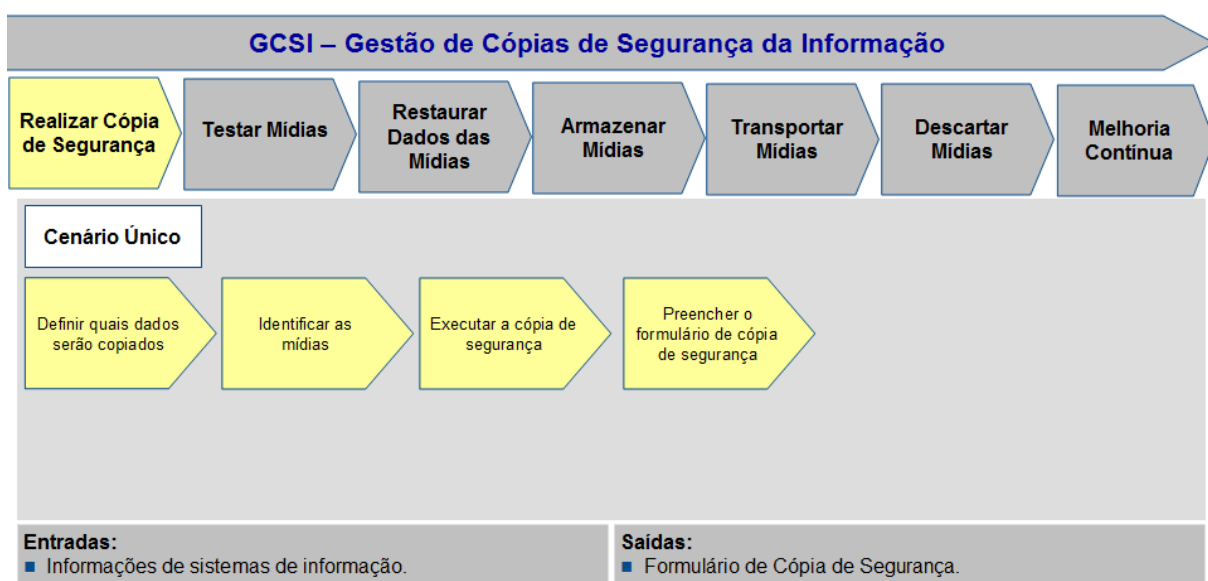 GCSI – Gestão de Cópias de Segurança da Informação
Realizar Cópia
de Segurança
Testar Mídias
Restaurar
Dados das
Mídias
Armazenar
Mídias
Transportar
Mídias
Descartar
Mídias
Melhoria
Contínua
Cenário Único
Definir quais dados
serão copiados
Identificar as
mídias
Executar a cópia de
segurança
Preencher o
formulário de cópia
de segurança
Entradas:
Informações de sistemas de informação.
Saídas:
Formulário de Cópia de Segurança.